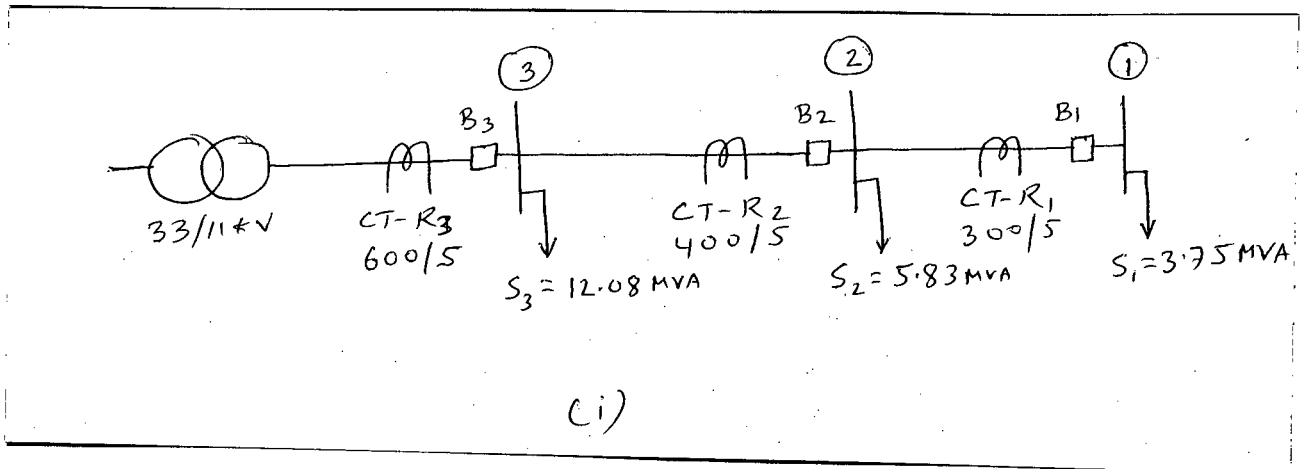 3
2
1
B3
B2
B1
33/11kV
CT-R3
600/5
CT-R2
400/5
CT-R1
300/5
S3 = 12.08 MVA
S2 = 5.83 MVA
S1 = 3.75 MVA
(i)